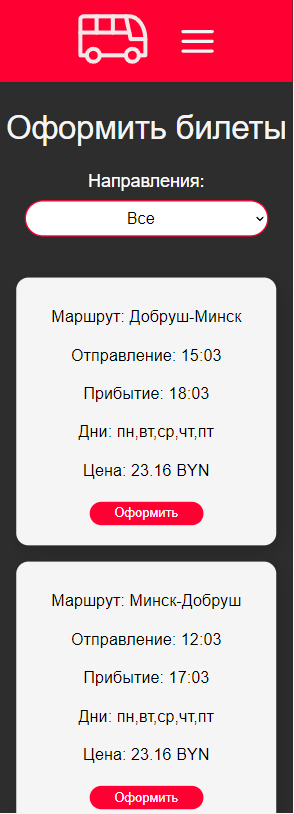 Оформить билеты
Направления:
Все
Маршрут: Добруш-Минск
Отправление: 15:03
Прибытие: 18:03
Дни: пн,вт,ср,чт,пт
Цена: 23.16 BYN
Оформить
Маршрут: Минск-Добруш
Отправление: 12:03
Прибытие: 17:03
Дни: пн,вт,ср,чт,пт
Цена: 23.16 BYN
Оформить